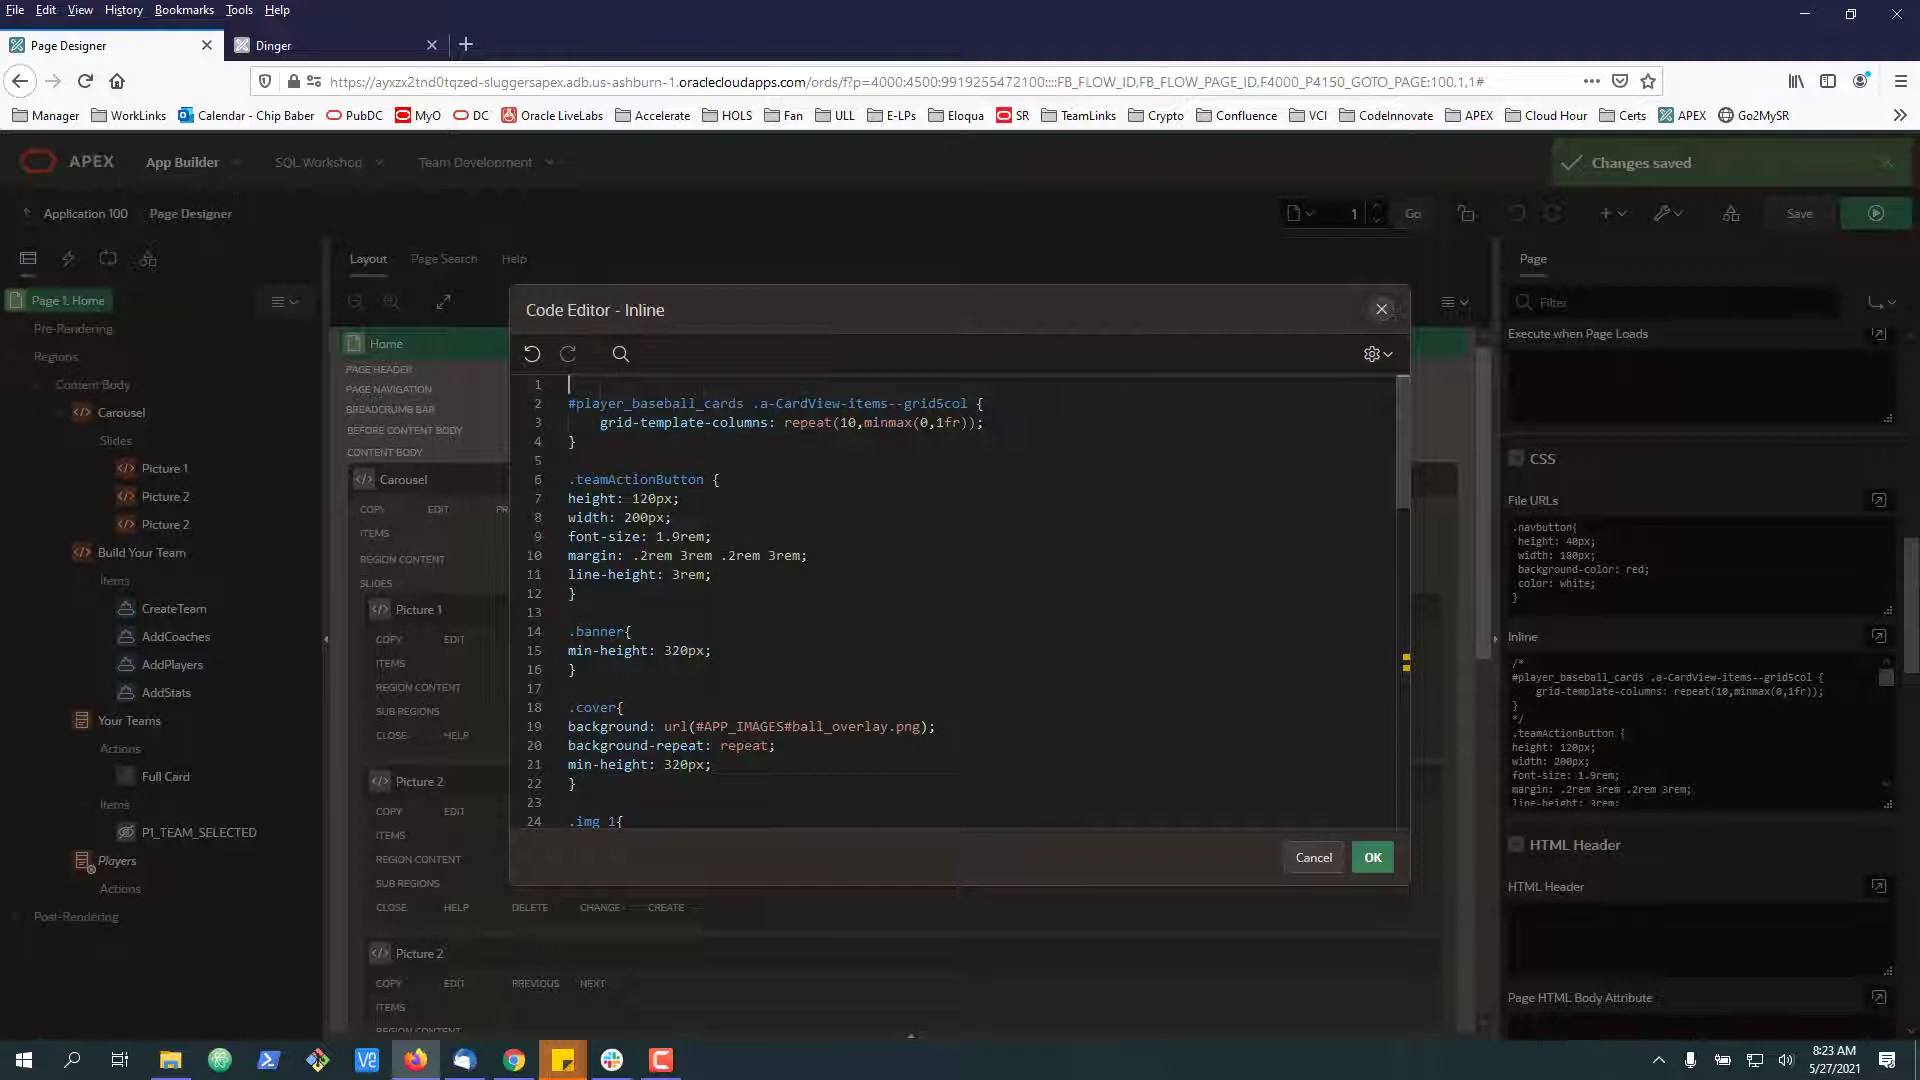 File Edit View History Bookmarks Tools Help
Page Designer
Dinger
https://ayxzx2tnd0tqzed-sluggersapex.adb.us-ashburn-1.oraclecloudapps.com/ords/f?p=4000:4500:9919255472100::::FB_FLOW_ID,FB_FLOW_PAGE_ID,F4000_P4150_GOTO_PAGE:100,1,1#
Manager WorkLinks Calendar - Chip Baber PubDC MyO DC Oracle LiveLabs Accelerate HOLS Fan ULL E-LPs Eloqua SR TeamLinks Crypto Confluence VCI CodeInnovate APEX Cloud Hour Certs APEX Go2MySR
APEX App Builder SQL Workshop Team Development
Changes saved
Application 100 Page Designer
1 Go Save
Layout Page Search Help
Page
Page 1: Home
Pre-Rendering
Regions
Content Body
Carousel
Slides
Picture 1
Picture 2
Picture 2
Build Your Team
Items
CreateTeam
AddCoaches
AddPlayers
AddStats
Your Teams
Actions
Full Card
Items
P1_TEAM_SELECTED
Players
Actions
Post-Rendering
Home
PAGE HEADER
PAGE NAVIGATION
BREADCRUMB BAR
BEFORE CONTENT BODY
CONTENT BODY
Carousel
COPY EDIT
ITEMS
REGION CONTENT
SLIDES
Picture 1
COPY EDIT
ITEMS
REGION CONTENT
SUB REGIONS
CLOSE HELP
Picture 2
COPY EDIT
ITEMS
REGION CONTENT
SUB REGIONS
CLOSE HELP DELETE CHANGE CREATE
Picture 2
COPY EDIT PREVIOUS NEXT
ITEMS
REGION CONTENT
Code Editor - Inline
1
2 #player_baseball_cards .a-CardView-items--grid5col {
3 grid-template-columns: repeat(10,minmax(0,1fr));
4 }
5
6 .teamActionButton {
7 height: 120px;
8 width: 200px;
9 font-size: 1.9rem;
10 margin: .2rem 3rem .2rem 3rem;
11 line-height: 3rem;
12 }
13
14 .banner{
15 min-height: 320px;
16 }
17
18 .cover{
19 background: url(#APP_IMAGES#ball_overlay.png);
20 background-repeat: repeat;
21 min-height: 320px;
22 }
23
24 .img_1{
Cancel OK
Filter
Execute when Page Loads
CSS
File URLs
.navbutton{
height: 40px;
width: 180px;
background-color: red;
color: white;
}
Inline
/*
#player_baseball_cards .a-CardView-items--grid5col {
grid-template-columns: repeat(10,minmax(0,1fr));
}
*/
.teamActionButton {
height: 120px;
width: 200px;
font-size: 1.9rem;
margin: .2rem 3rem .2rem 3rem;
line-height: 3rem;
HTML Header
HTML Header
Page HTML Body Attribute
8:23 AM
5/27/2021